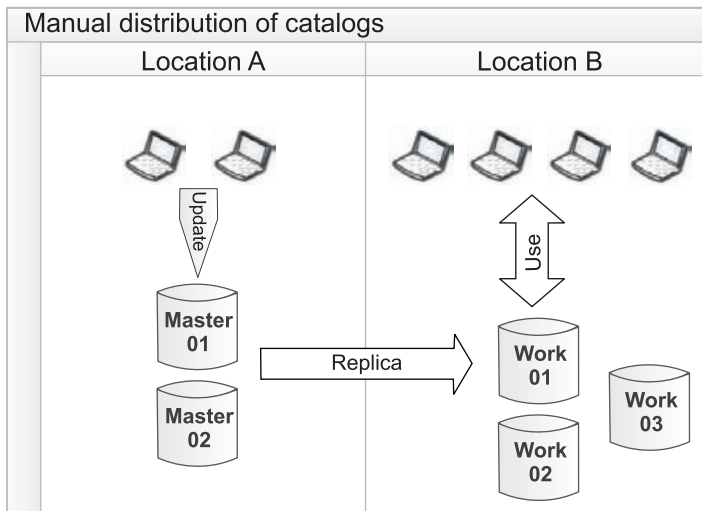 Manual distribution of catalogs
Location A
Location B
Update
Use
Master
01
Replica
Work
01
Master
02
Work
03
Work
02